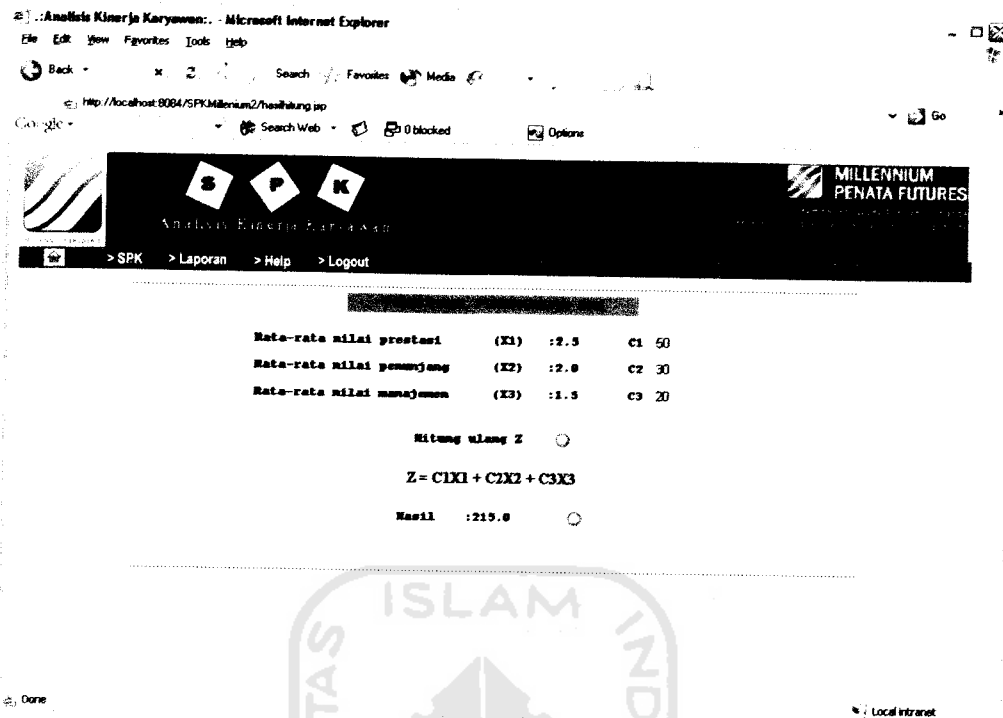 .:Analisis Kinerja Karyawan:. - Microsoft Internet Explorer
File Edit View Favorites Tools Help
Back Search Favorites Media
http://localhost:8084/SPKMillenium2/hasilhitung.jsp Go
Google Search Web 0 blocked Options
S P K
MILLENNIUM
PENATA FUTURES
Analisis Kinerja Karyawan
> SPK > Laporan > Help > Logout
Rata-rata nilai prestasi (X1) :2.5 C1 50
Rata-rata nilai penunjang (X2) :2.0 C2 30
Rata-rata nilai manajemen (X3) :1.5 C3 20
Hitung ulang Z
Z = C1X1 + C2X2 + C3X3
Hasil :215.0
ISLAM
TAS
INDO
Done Local intranet